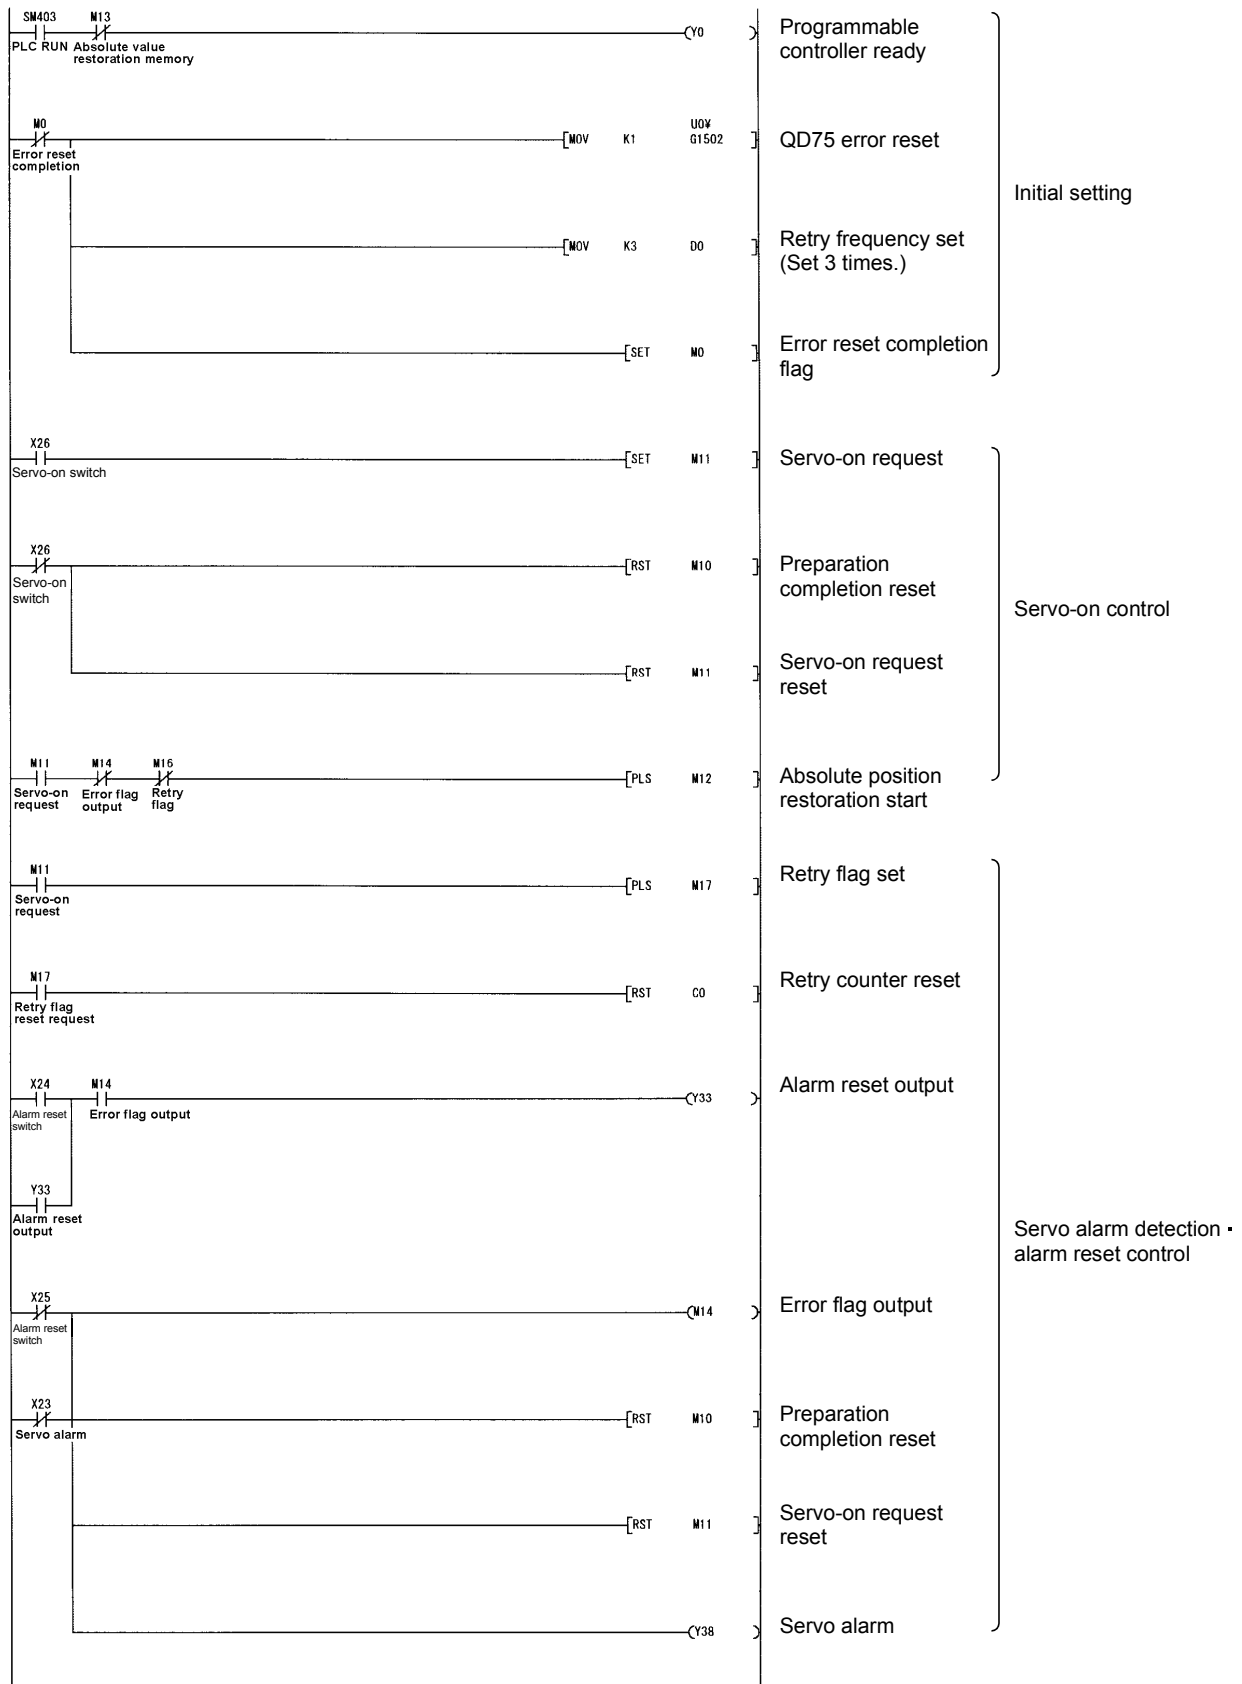 SM403 M13
Y0
PLC RUN Absolute value
restoration memory
Programmable
controller ready
M0
Error reset
completion
MOV K1 U0¥
G1502
QD75 error reset
Initial setting
MOV K3 D0
Retry frequency set
(Set 3 times.)
SET M0
Error reset completion
flag
X26
Servo-on switch
SET M11
Servo-on request
X26
Servo-on
switch
RST M10
Preparation
completion reset
Servo-on control
RST M11
Servo-on request
reset
M11 M14 M16
Servo-on
request
Error flag
output
Retry
flag
PLS M12
Absolute position
restoration start
M11
Servo-on
request
PLS M17
Retry flag set
M17
Retry flag
reset request
RST C0
Retry counter reset
X24 M14
Alarm reset
switch
Error flag output
Y33
Alarm reset output
Y33
Alarm reset
output
Servo alarm detection ·
alarm reset control
X25
Alarm reset
switch
M14
Error flag output
X23
Servo alarm
RST M10
Preparation
completion reset
RST M11
Servo-on request
reset
Y38
Servo alarm